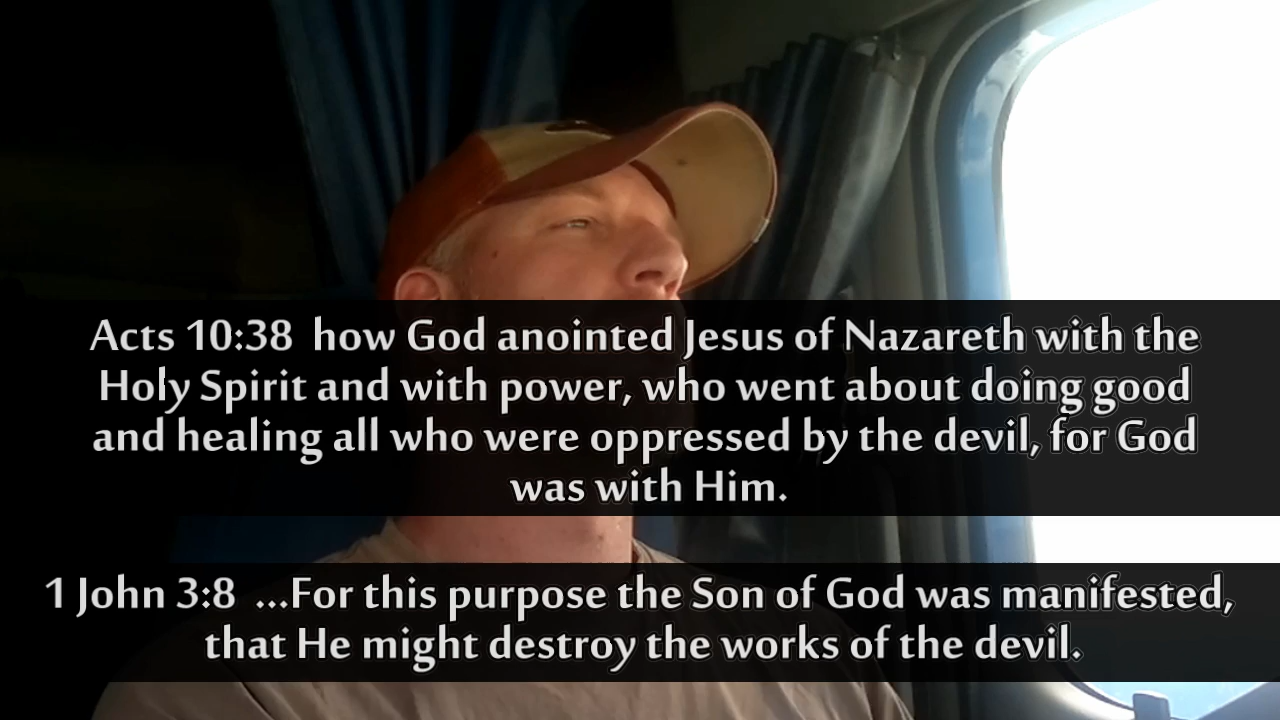 Acts 10:38  how God anointed Jesus of Nazareth with the
Holy Spirit and with power, who went about doing good
and healing all who were oppressed by the devil, for God
was with Him.
1 John 3:8  ...For this purpose the Son of God was manifested,
that He might destroy the works of the devil.